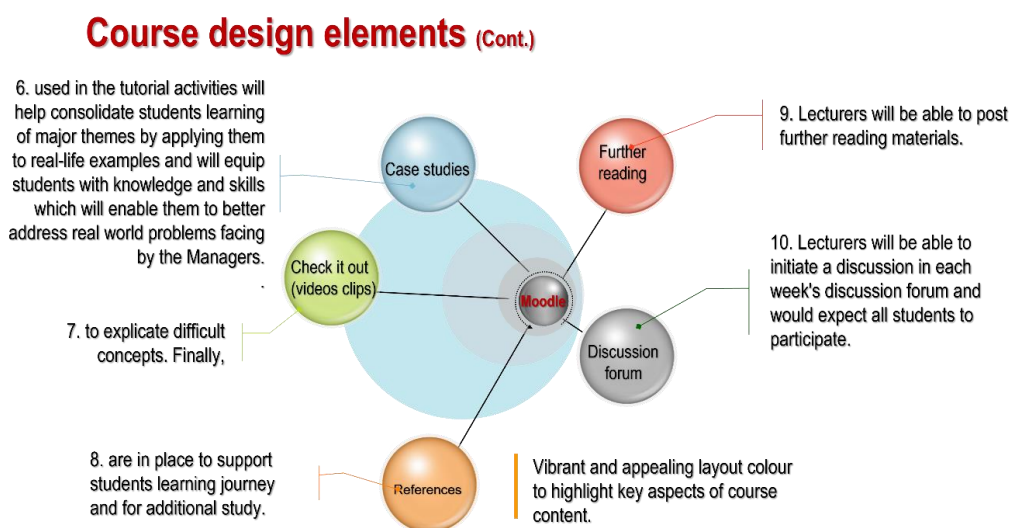 Course design elements (Cont.)
6. used in the tutorial activities will
help consolidate students learning
of major themes by applying them
to real-life examples and will equip
students with knowledge and skills
which will enable them to better
address real world problems facing
by the Managers.
.
Case studies
Further
reading
9. Lecturers will be able to post
further reading materials.
Check it out
(videos clips)
Moodle
10. Lecturers will be able to
initiate a discussion in each
week's discussion forum and
would expect all students to
participate.
7. to explicate difficult
concepts. Finally,
Discussion
forum
8. are in place to support
students learning journey
and for additional study.
References
Vibrant and appealing layout colour
to highlight key aspects of course
content.